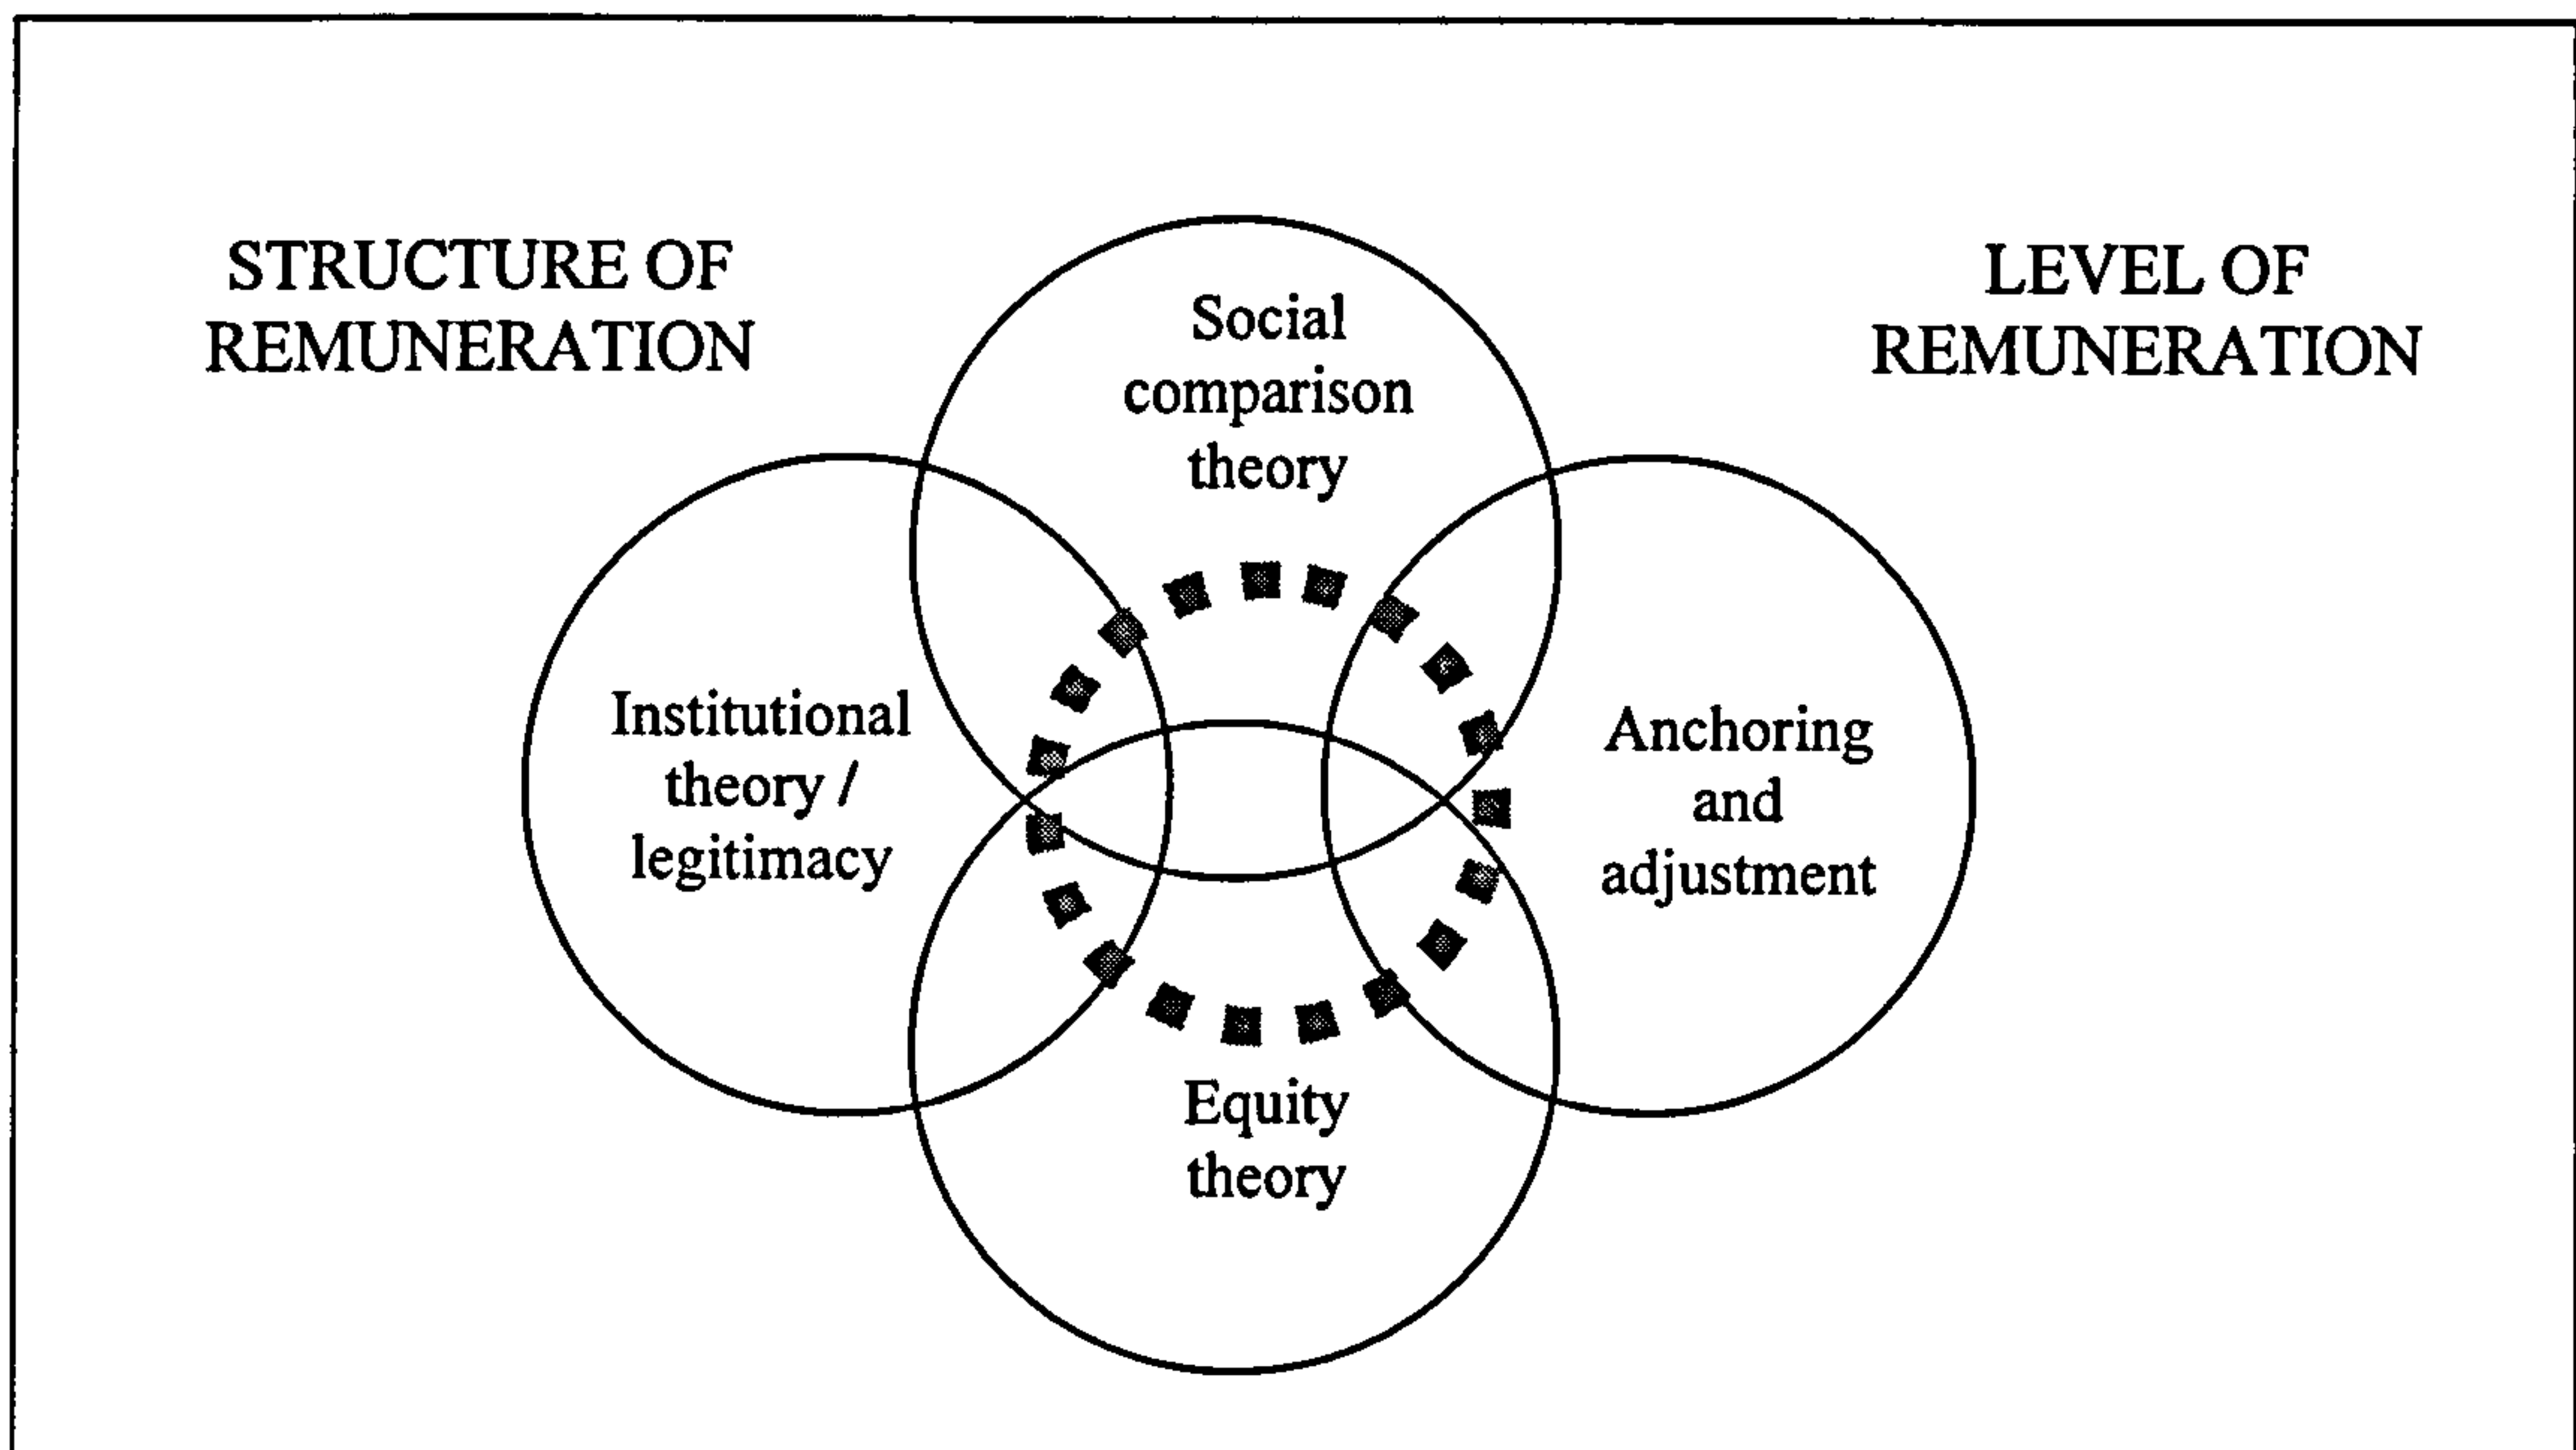 STRUCTURE OF
REMUNERATION
LEVEL OF
REMUNERATION
Social
comparison
theory
Institutional
theory /
legitimacy
Anchoring
and
adjustment
Equity
theory